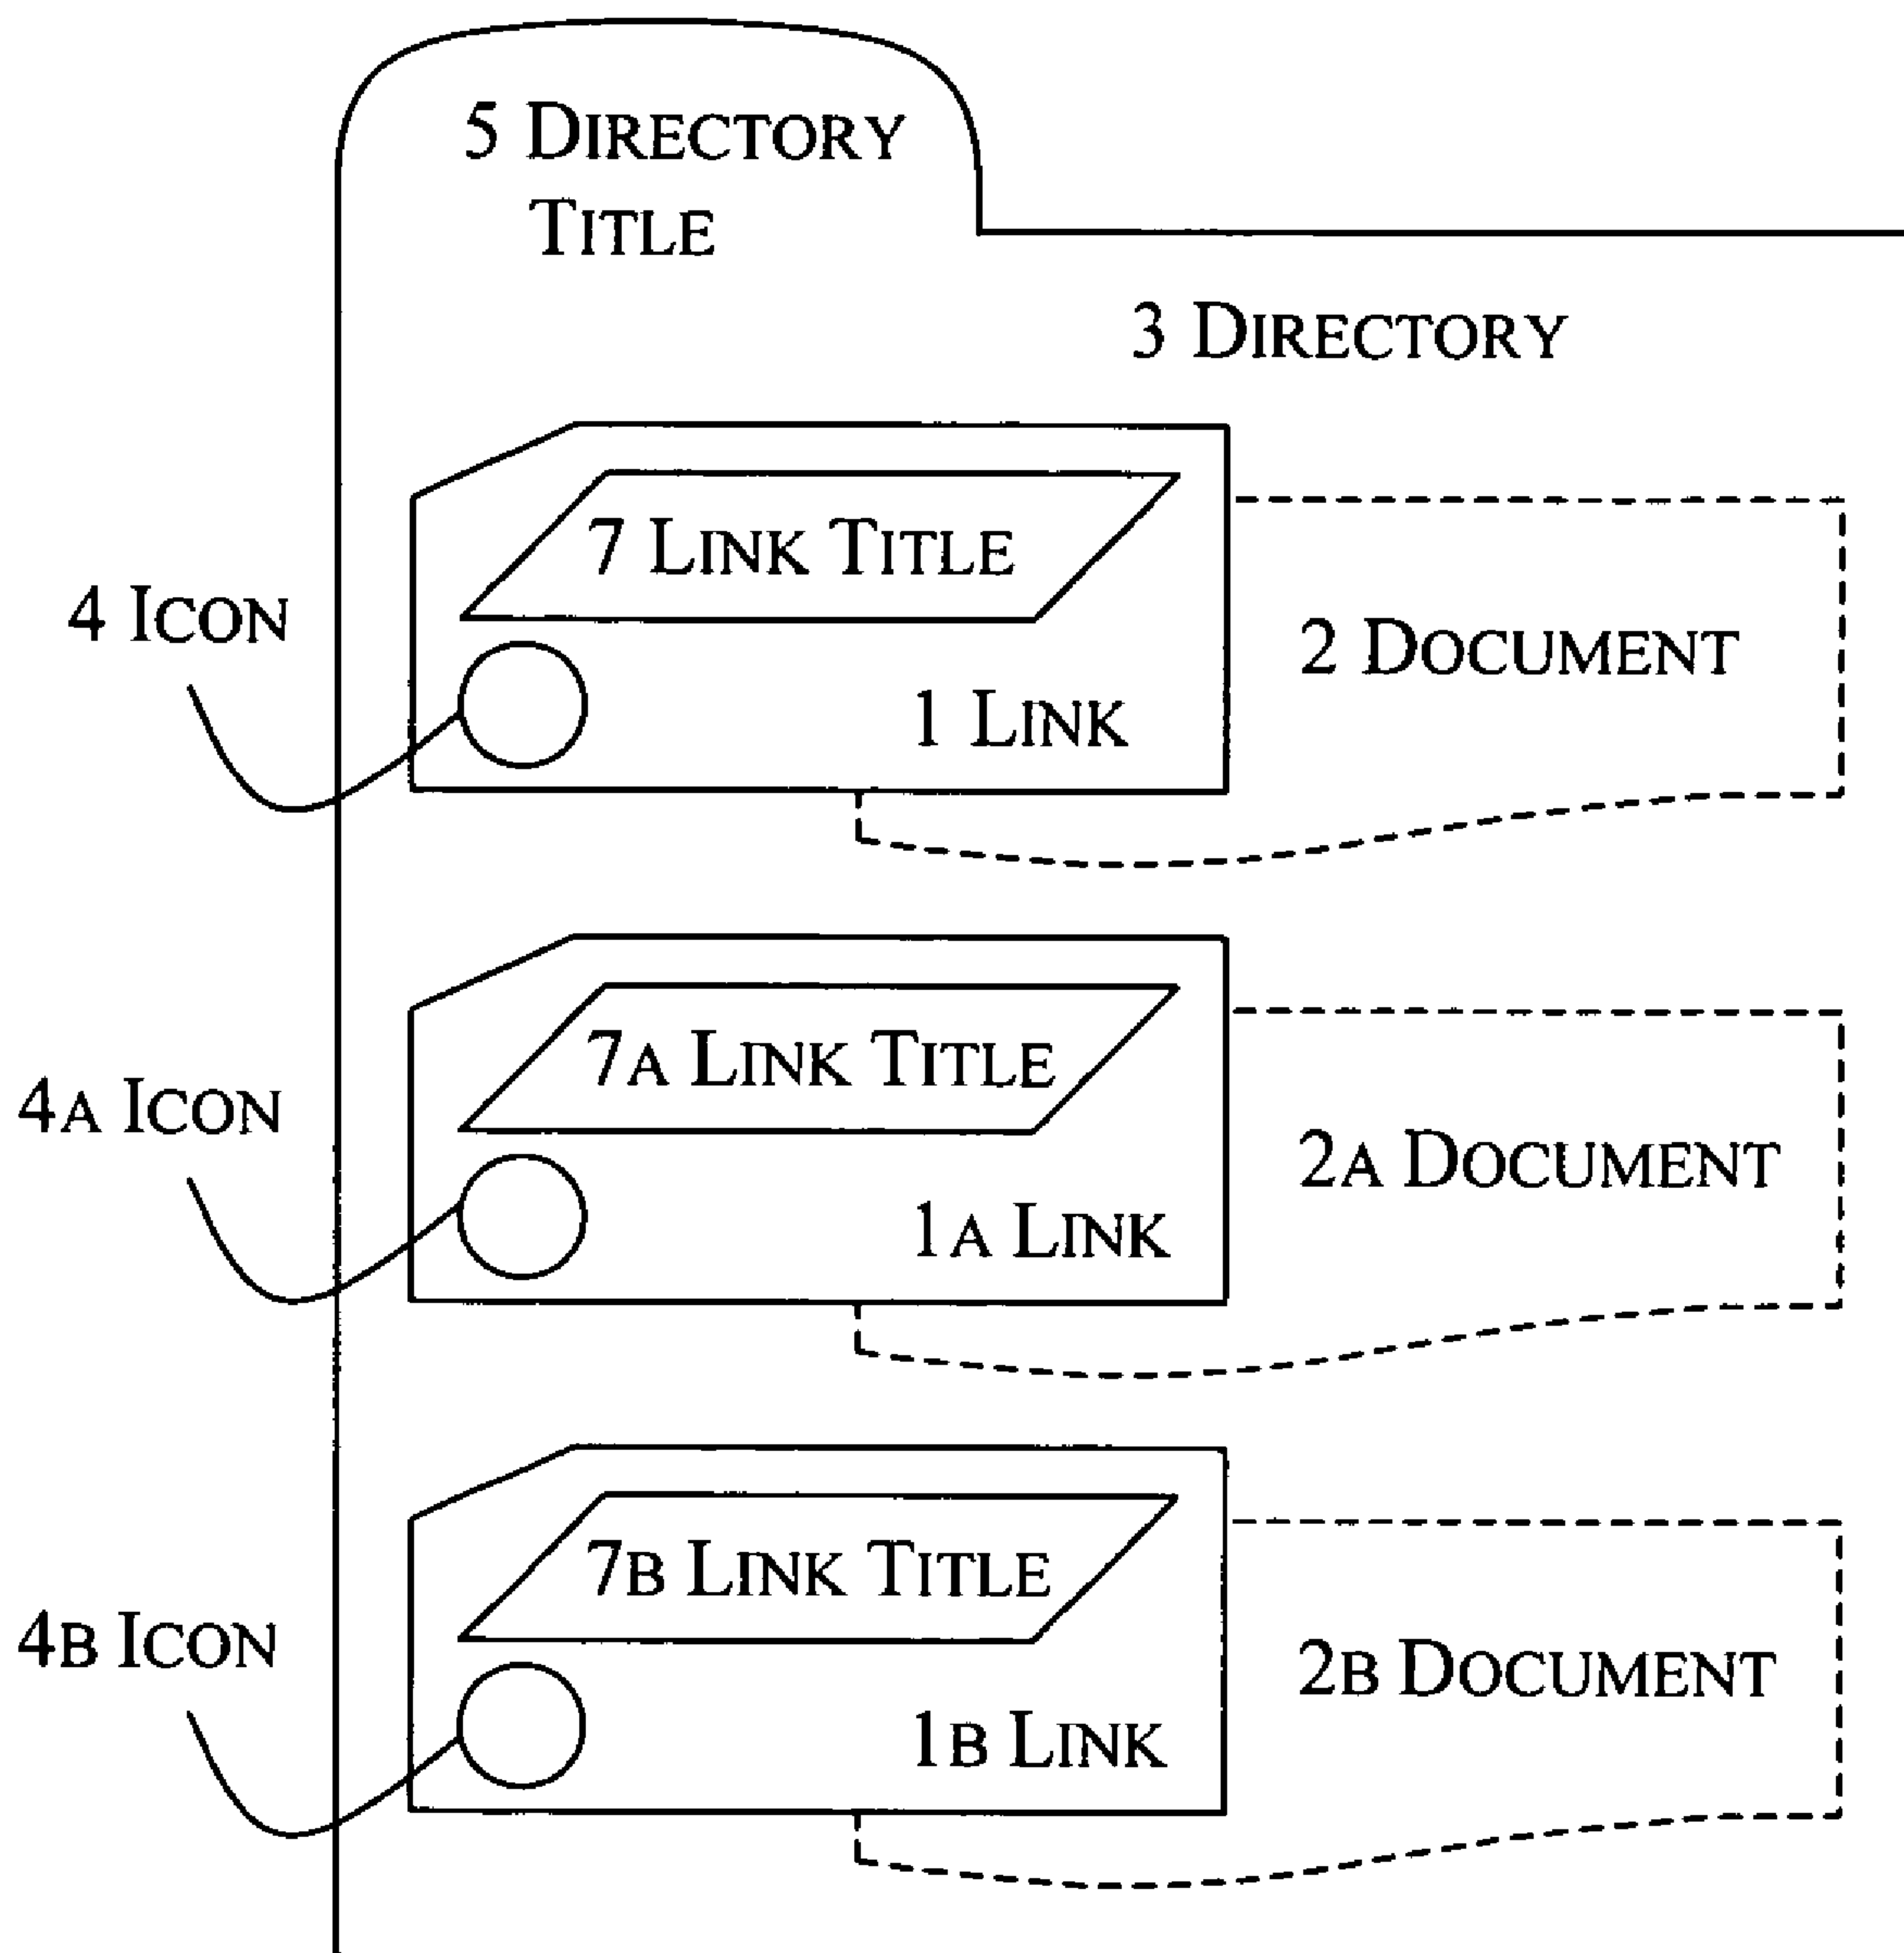 5 DIRECTORY
TITLE
3 DIRECTORY
7 LINK TITLE
4 ICON
2 DOCUMENT
1 LINK
7A LINK TITLE
4A ICON
2A DOCUMENT
1A LINK
7B LINK TITLE
4B ICON
2B DOCUMENT
1B LINK